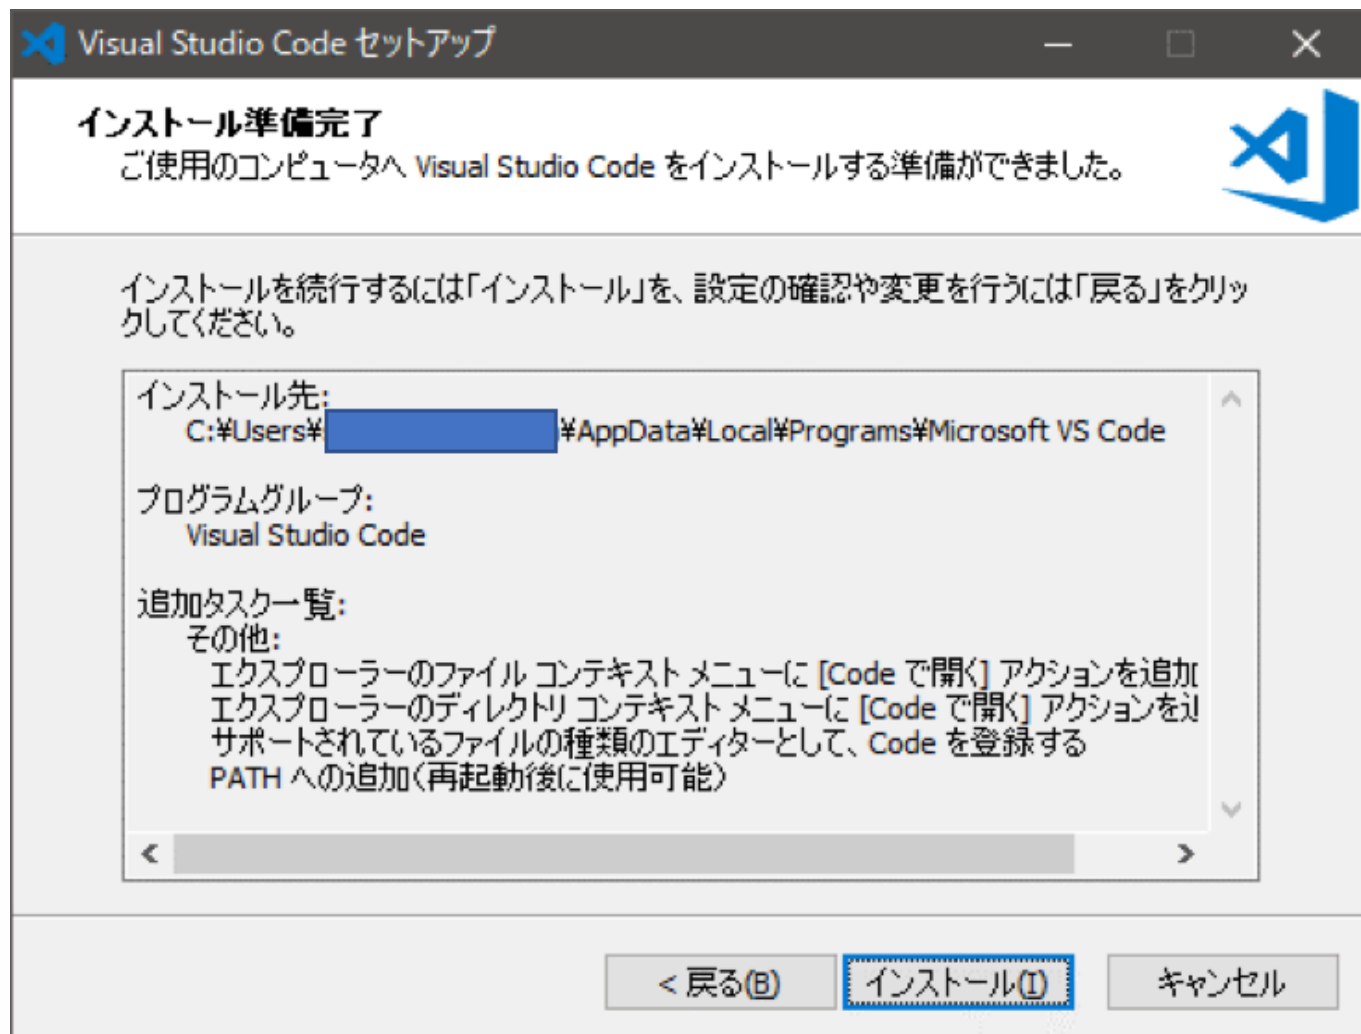 Visual Studio Code セットアップ
インストール準備完了
ご使用のコンピュータへ Visual Studio Code をインストールする準備ができました。
インストールを続行するには「インストール」を、設定の確認や変更を行うには「戻る」をクリッ
クしてください。
インストール先:
C:¥Users¥ ¥AppData¥Local¥Programs¥Microsoft VS Code
プログラムグループ:
Visual Studio Code
追加タスク一覧:
その他:
エクスプローラーのファイル コンテキスト メニューに [Code で開く] アクションを追加
エクスプローラーのディレクトリ コンテキスト メニューに [Code で開く] アクションを
サポートされているファイルの種類のエディターとして、Code を登録する
PATH への追加(再起動後に使用可能)
< 戻る(B)
インストール(I)
キャンセル